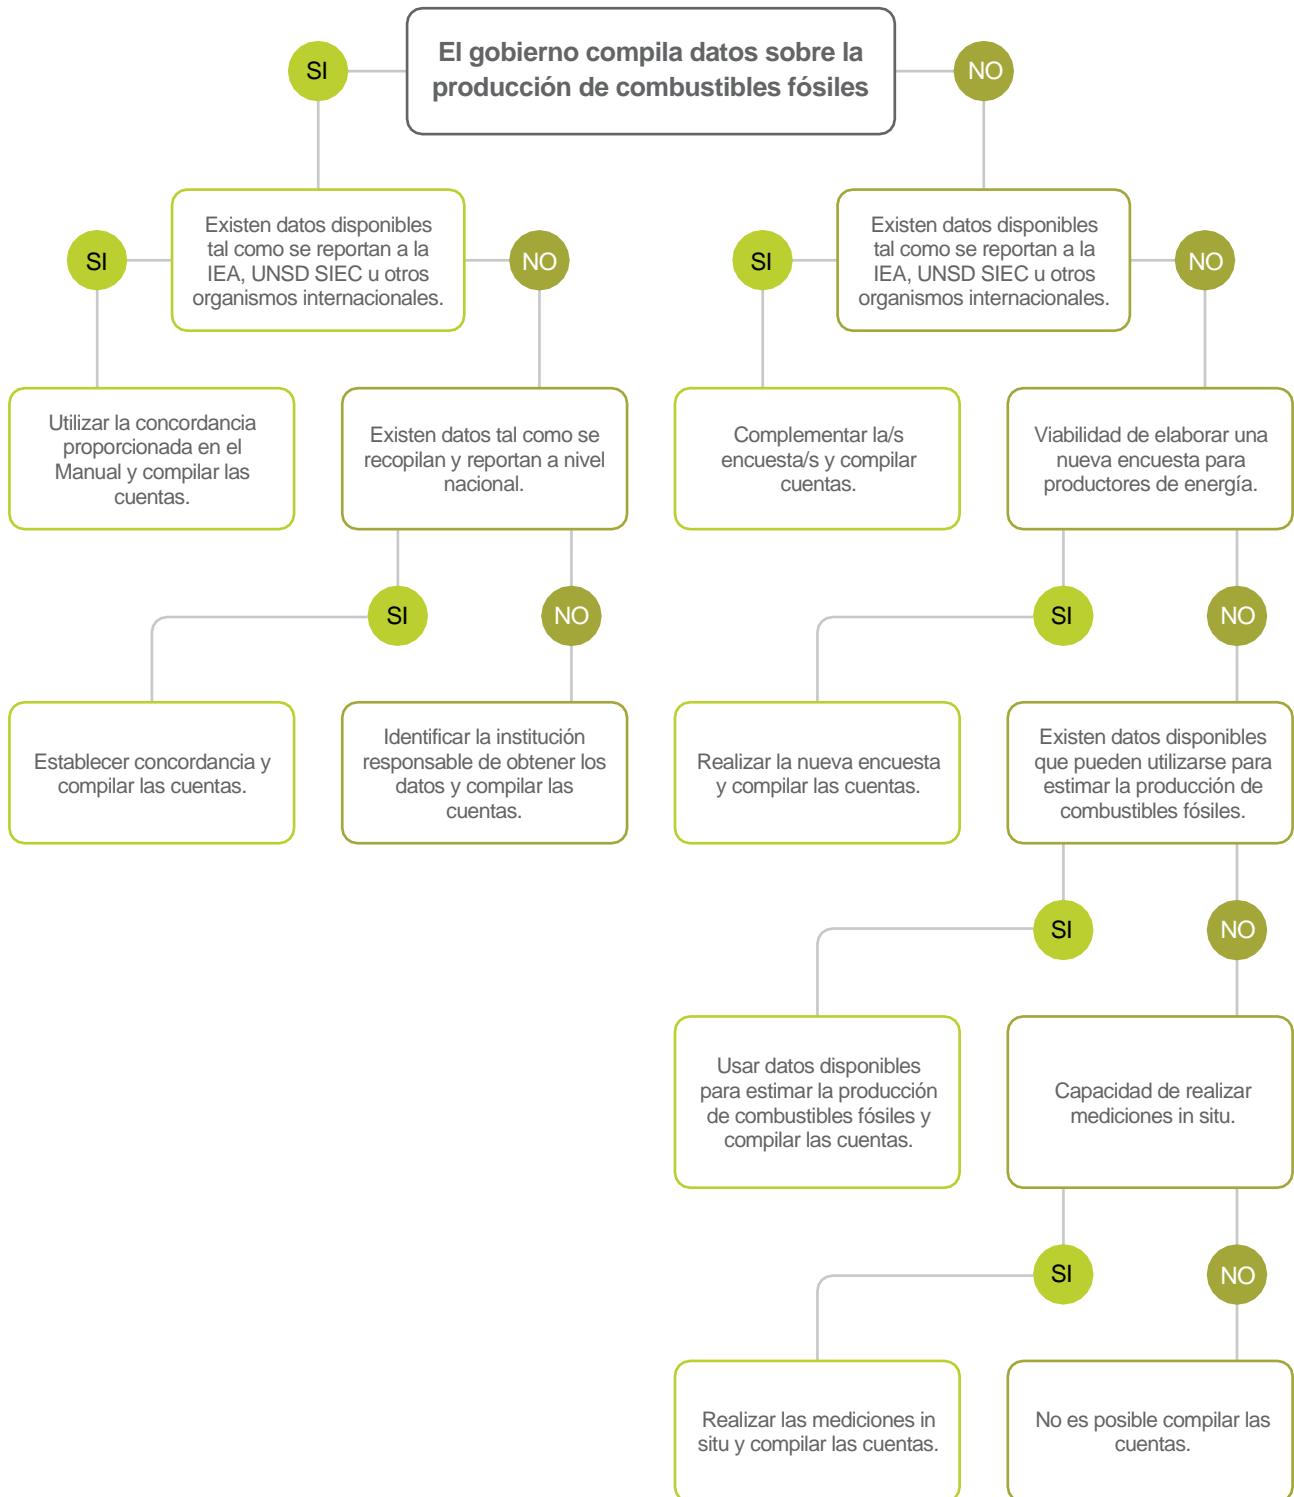 El gobierno compila datos sobre la
producción de combustibles fósiles
SI
NO
Existen datos disponibles
tal como se reportan a la
IEA, UNSD SIEC u otros
organismos internacionales.
Existen datos disponibles
tal como se reportan a la
IEA, UNSD SIEC u otros
organismos internacionales.
SI
NO
SI
NO
Utilizar la concordancia
proporcionada en el
Manual y compilar las
cuentas.
Existen datos tal como se
recopilan y reportan a nivel
nacional.
Complementar la/s
encuesta/s y compilar
cuentas.
Viabilidad de elaborar una
nueva encuesta para
productores de energía.
SI
NO
SI
NO
Establecer concordancia y
compilar las cuentas.
Identificar la institución
responsable de obtener los
datos y compilar las
cuentas.
Realizar la nueva encuesta
y compilar las cuentas.
Existen datos disponibles
que pueden utilizarse para
estimar la producción de
combustibles fósiles.
SI
NO
Usar datos disponibles
para estimar la producción
de combustibles fósiles y
compilar las cuentas.
Capacidad de realizar
mediciones in situ.
SI
NO
Realizar las mediciones in
situ y compilar las cuentas.
No es posible compilar las
cuentas.